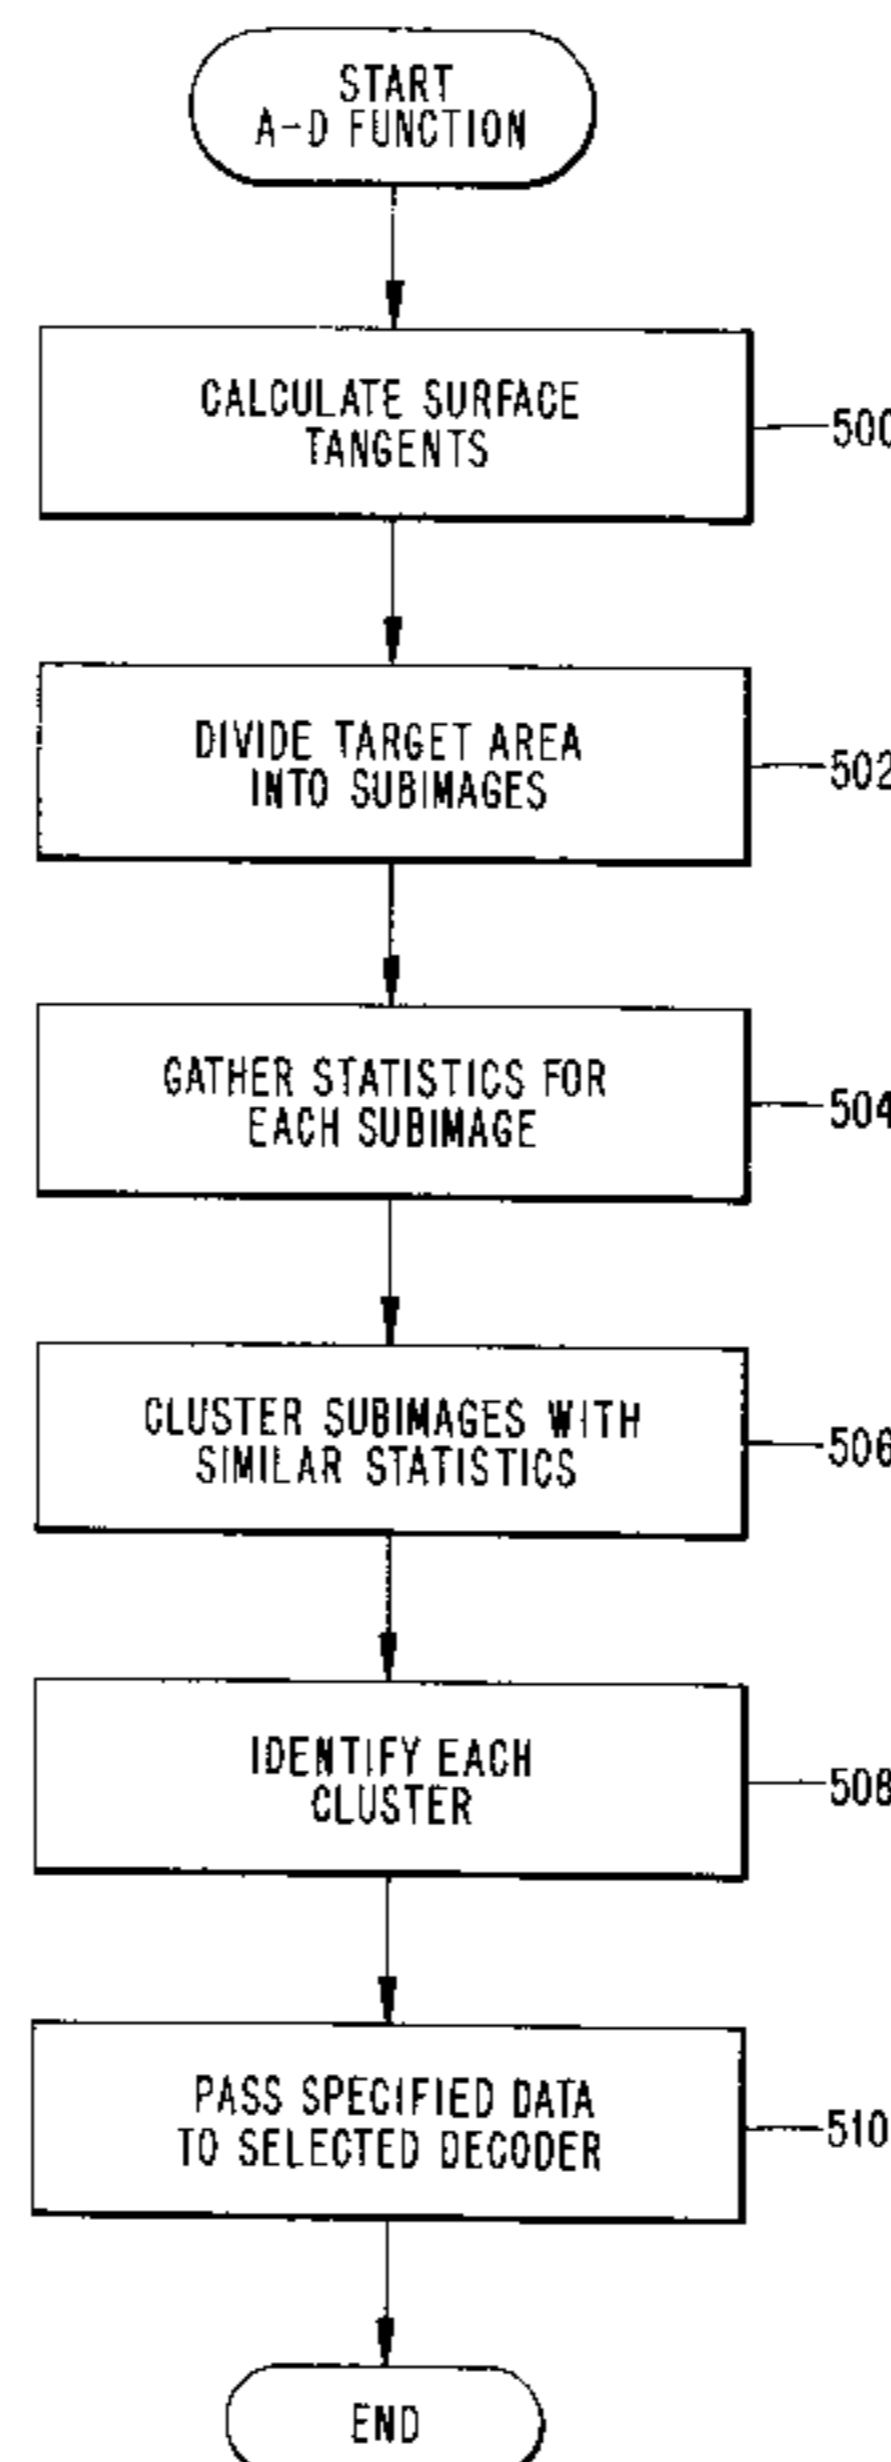 START
A-D FUNCTION
CALCULATE SURFACE
TANGENTS
500
DIVIDE TARGET AREA
INTO SUBIMAGES
502
GATHER STATISTICS FOR
EACH SUBIMAGE
504
CLUSTER SUBIMAGES WITH
SIMILAR STATISTICS
506
IDENTIFY EACH
CLUSTER
508
PASS SPECIFIED DATA
TO SELECTED DECODER
510
END